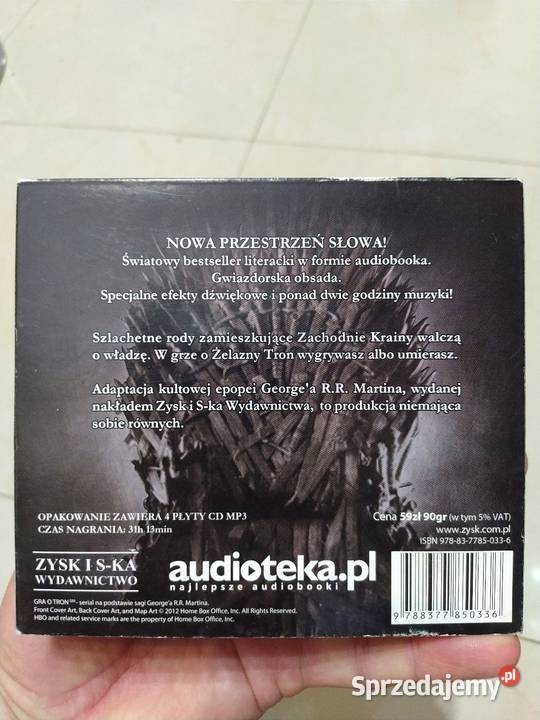 NOWA PRZESTRZEŃ SŁOWA!
Światowy bestseller literacki w formie audiobooka.
Gwiazdorska obsada.
Specjalne efekty dźwiękowe i ponad dwie godziny muzyki!
Szlachetne rody zamieszkujące Zachodnie Krainy walczą
o władzę. W grze o Żelazny Tron wygrywasz albo umierasz.
Adaptacja kultowej epopei George'a R.R. Martina, wydanej
nakładem Zysk i S-ka Wydawnictwa, to produkcja niemająca
sobie równych.
OPAKOWANIE ZAWIERA 4 PŁYTY CD MP3
CZAS NAGRANIA: 31h 13min
Cena 59zł 90gr (w tym 5% VAT)
www.zysk.com.pl
ISBN 978-83-7785-033-6
ZYSK I S-KA
WYDAWNICTWO
audioteka.pl
najlepsze audiobooki
9 788377 850336
GRA O TRON℠ - serial na podstawie sagi George'a R.R. Martina.
Front Cover Art, Back Cover Art, and Map Art © 2012 Home Box Office, Inc. All Rights Reserved.
HBO and related service marks are the property of Home Box Office, Inc.
Sprzedajemy.pl